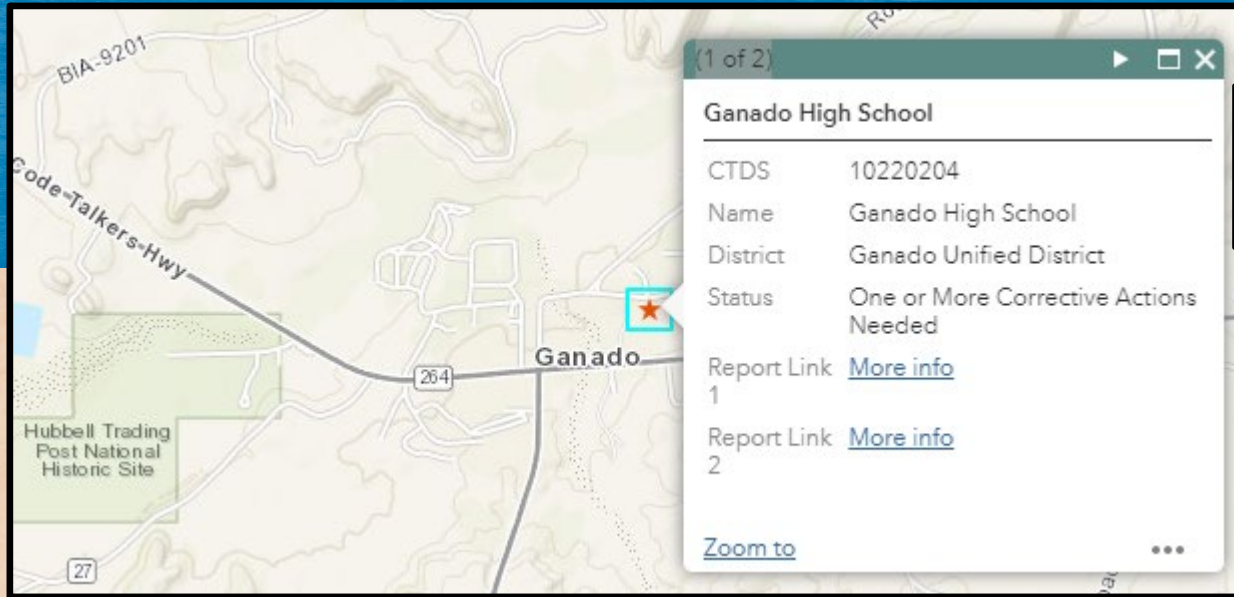 BIA-9201
Code-Talkers-Hwy
264
Ganado
Hubbell Trading
Post National
Historic Site
27
(1 of 2)
Ganado High School
CTDS 10220204
Name Ganado High School
District Ganado Unified District
Status One or More Corrective Actions
Needed
Report Link More info
1
Report Link More info
2
Zoom to